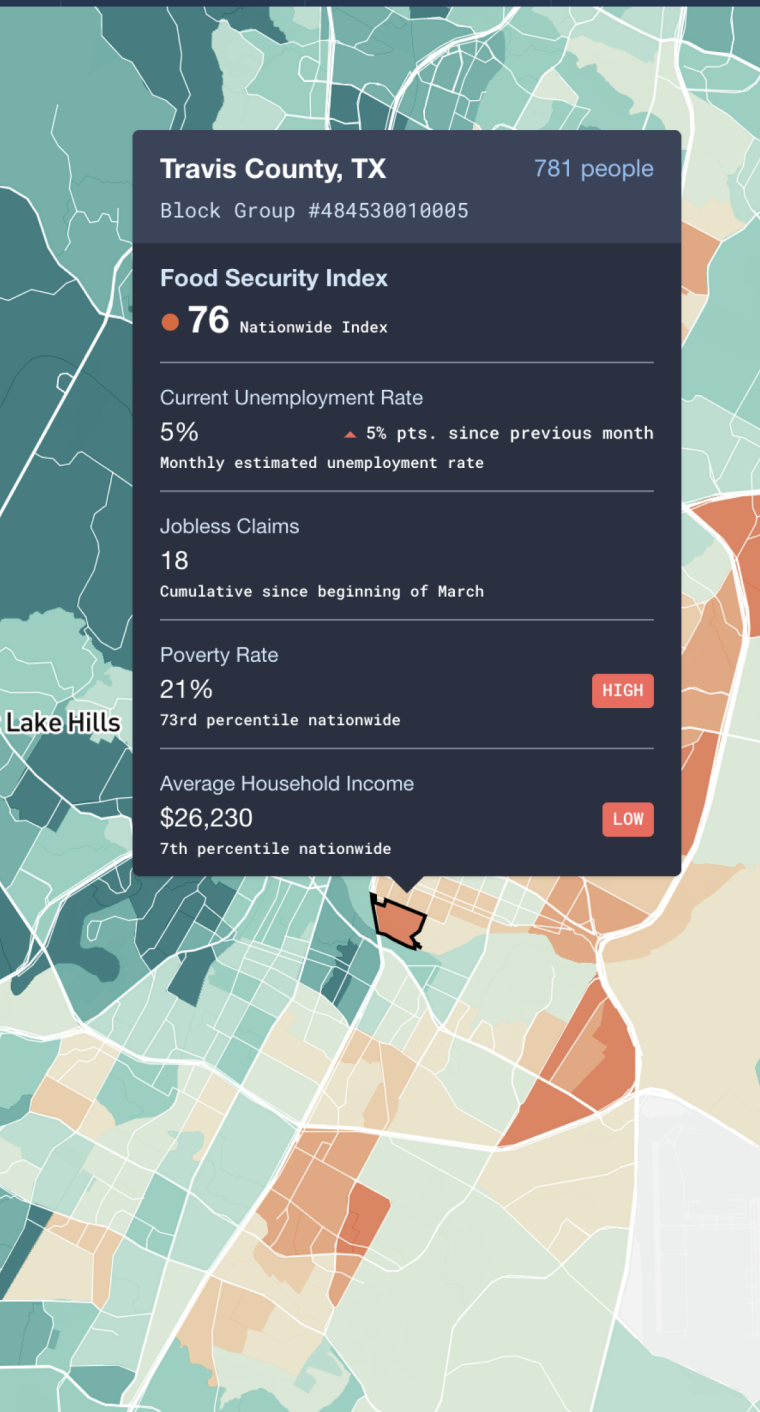 Travis County, TX 781 people
Block Group #484530010005
Food Security Index
76 Nationwide Index
Current Unemployment Rate
5% 5% pts. since previous month
Monthly estimated unemployment rate
Jobless Claims
18
Cumulative since beginning of March
Poverty Rate
21% HIGH
73rd percentile nationwide
Lake Hills
Average Household Income
$26,230 LOW
7th percentile nationwide